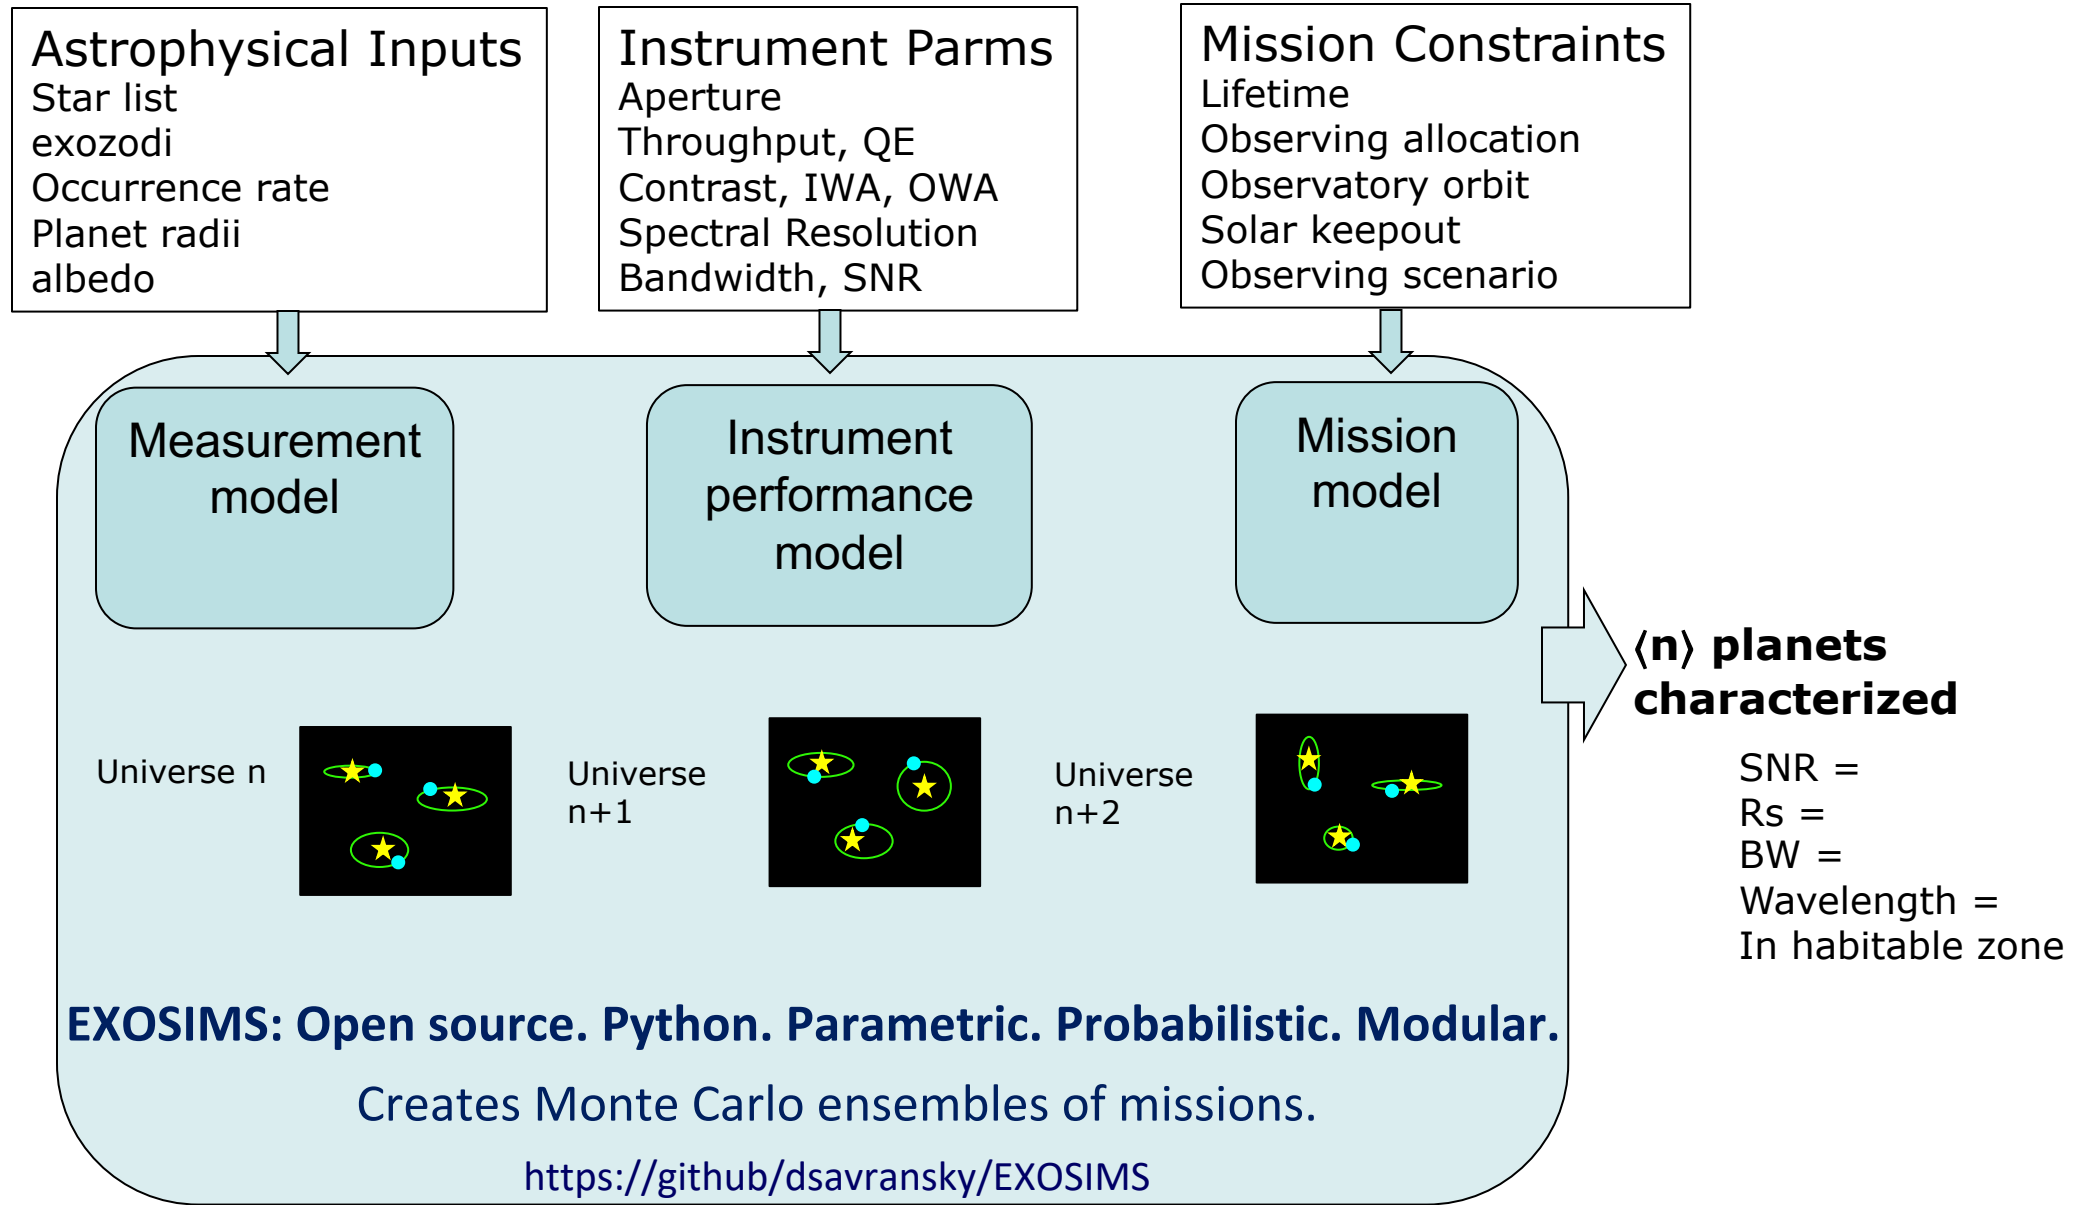 Astrophysical Inputs
Star list
exozodi
Occurrence rate
Planet radii
albedo
Instrument Parms
Aperture
Throughput, QE
Contrast, IWA, OWA
Spectral Resolution
Bandwidth, SNR
Mission Constraints
Lifetime
Observing allocation
Observatory orbit
Solar keepout
Observing scenario
Measurement
model
Instrument
performance
model
Mission
model
⟨n⟩ planets
characterized
SNR =
Rs =
BW =
Wavelength =
In habitable zone
Universe n
Universe
n+1
Universe
n+2
EXOSIMS: Open source. Python. Parametric. Probabilistic. Modular.
Creates Monte Carlo ensembles of missions.
https://github/dsavransky/EXOSIMS